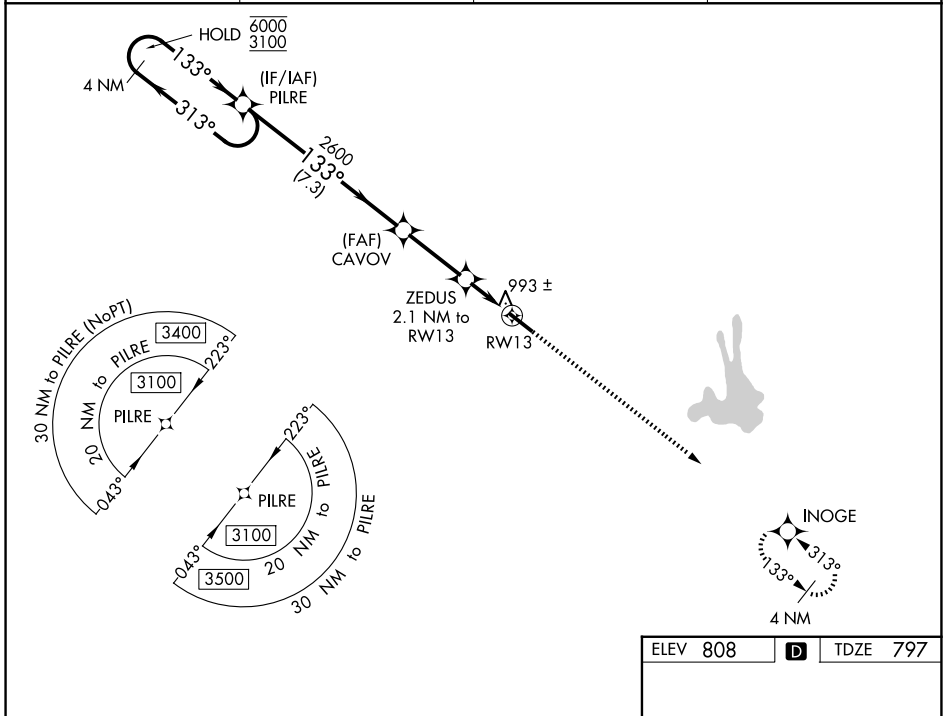 HOLD 6000
3100
133°
4 NM
313°
(IF/IAF)
PILRE
2600
133°
(7.3)
(FAF)
CAVOV
ZEDUS
2.1 NM to
RW13
993 ±
RW13
30 NM to PILRE (NoPT)
3400
20 NM to PILRE
3100
223°
PILRE
043°
223°
PILRE
043°
3100
20 NM to PILRE
3500
30 NM to PILRE
INOGE
313°
133°
4 NM
ELEV 808 D TDZE 797